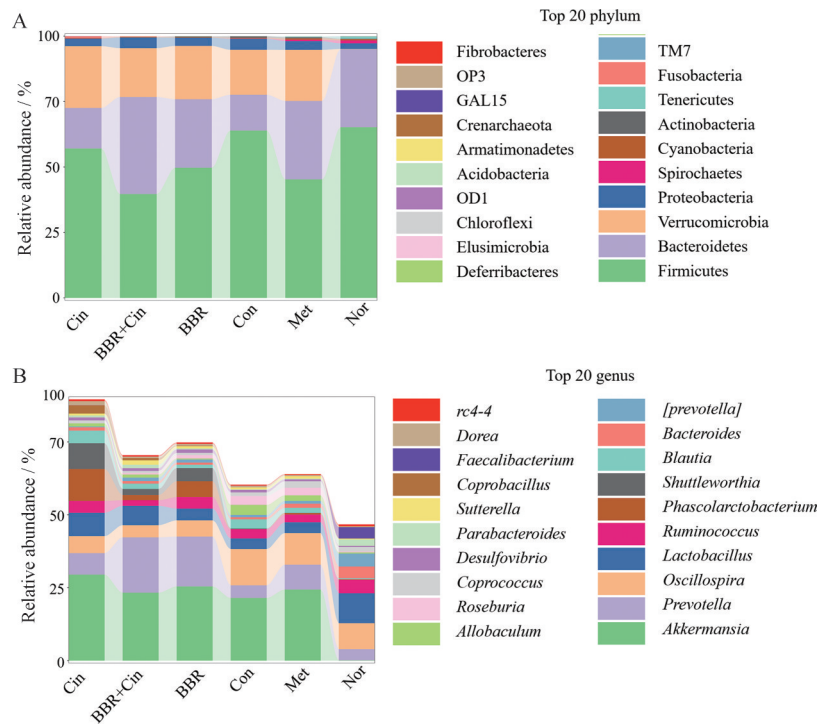 A
Top 20 phylum
Relative abundance / %
100
70
50
25
0
Cin
BBR+Cin
BBR
Con
Met
Nor
Fibrobacteres
OP3
GAL15
Crenarchaeota
Armatimonadetes
Acidobacteria
OD1
Chloroflexi
Elusimicrobia
Deferribacteres
TM7
Fusobacteria
Tenericutes
Actinobacteria
Cyanobacteria
Spirochaetes
Proteobacteria
Verrucomicrobia
Bacteroidetes
Firmicutes
B
Top 20 genus
Relative abundance / %
100
70
50
25
0
Cin
BBR+Cin
BBR
Con
Met
Nor
rc4-4
Dorea
Faecalibacterium
Coprobacillus
Sutterella
Parabacteroides
Desulfovibrio
Coprococcus
Roseburia
Allobaculum
[prevotella]
Bacteroides
Blautia
Shuttleworthia
Phascolarctobacterium
Ruminococcus
Lactobacillus
Oscillospira
Prevotella
Akkermansia